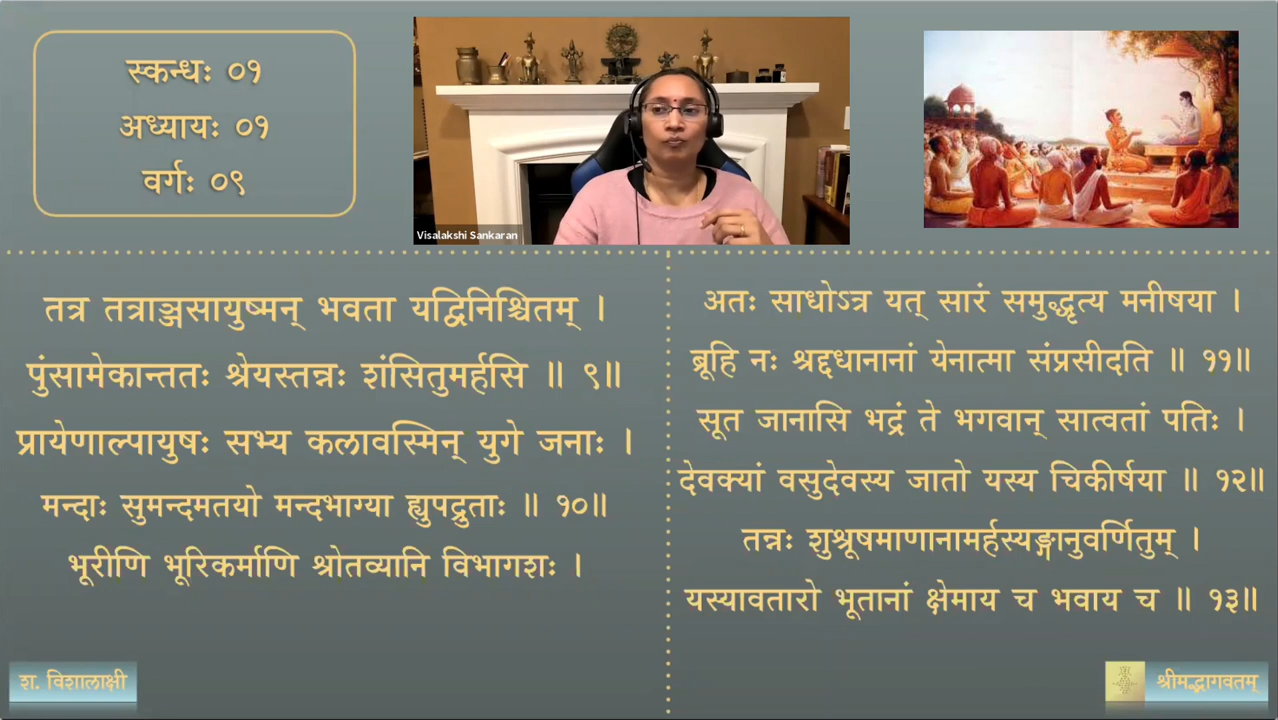 स्कन्धः ०१
अध्यायः ०१
वर्गः ०९
Visalakshi Sankaran
तत्र तत्राञ्जसायुष्मन् भवता यद्विनिश्चितम् ।
पुंसामेकान्ततः श्रेयस्तन्नः शंसितुमर्हसि ॥ ९॥
प्रायेणाल्पायुषः सभ्य कलावस्मिन् युगे जनाः ।
मन्दाः सुमन्दमतयो मन्दभाग्या ह्युपद्रुताः ॥ १०॥
भूरीणि भूरिकर्माणि श्रोतव्यानि विभागशः ।
अतः साधोऽत्र यत् सारं समुद्धृत्य मनीषया ।
ब्रूहि नः श्रद्दधानानां येनात्मा संप्रसीदति ॥ ११॥
सूत जानासि भद्रं ते भगवान् सात्वतां पतिः ।
देवक्यां वसुदेवस्य जातो यस्य चिकीर्षया ॥ १२॥
तन्नः शुश्रूषमाणानामर्हस्यङ्गानुवर्णितुम् ।
यस्यावतारो भूतानां क्षेमाय च भवाय च ॥ १३॥
श. विशालाक्षी
श्रीमद्भागवतम्